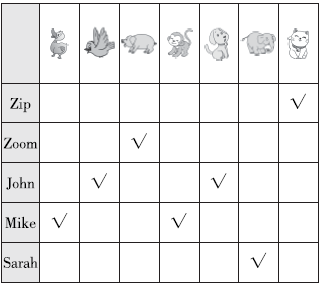 Zip √
Zoom √
John √ √
Mike √ √
Sarah √